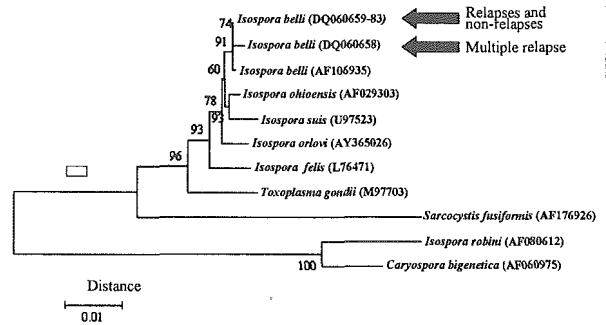 74
Isospora belli (DQ060659-83)
Relapses and
non-relapses
91
Isospora belli (DQ060658)
Multiple relapse
60
Isospora belli (AF106935)
Isospora ohioensis (AF029303)
78
93
Isospora suis (U97523)
93
Isospora orlovi (AY365026)
96
Isospora felis (L76471)
Toxoplasma gondii (M97703)
Sarcocystis fusiformis (AF176926)
Isospora robini (AF080612)
100
Caryospora bigenetica (AF060975)
Distance
0.01